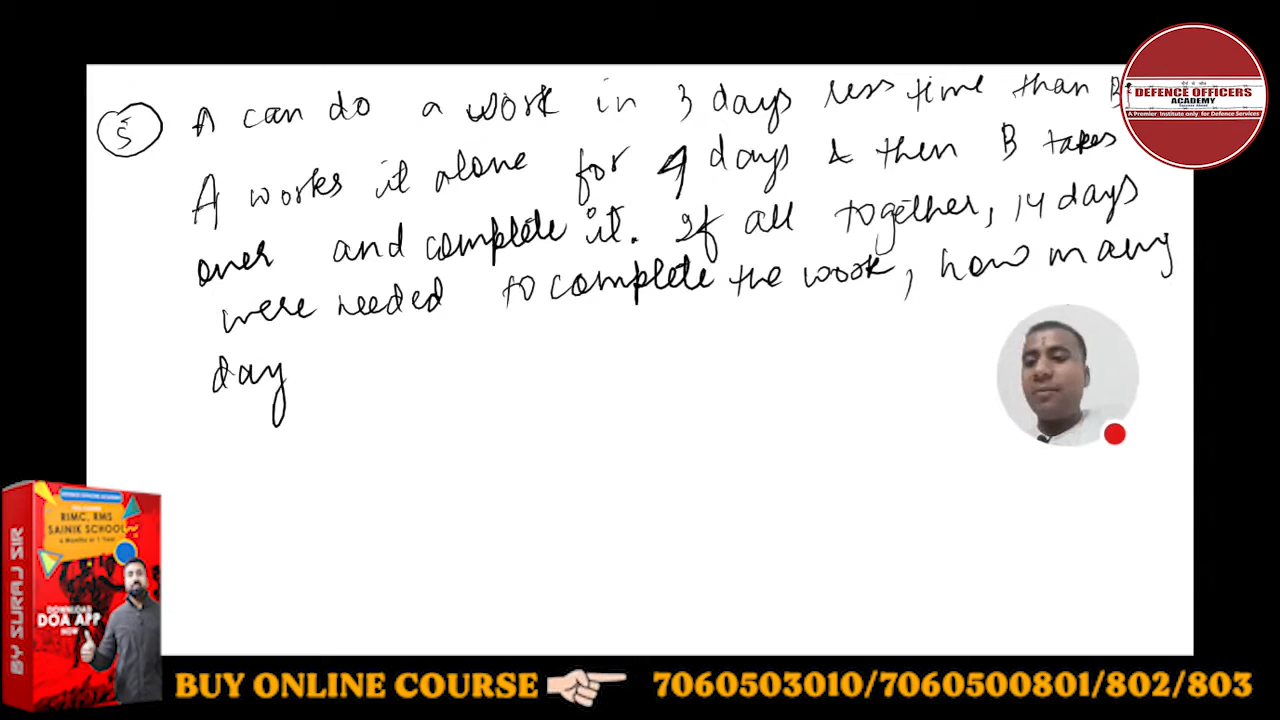 DEFENCE OFFICERS
ACADEMY
A Premier Institute only for Defence Services
5 A can do a work in 3 days less time than B
A works it alone for 4 days & then B takes
over and complete it. If all together, 14 days
were needed to complete the work, how many
day
RIMC, RMS
SAINIK SCHOOL
DOWNLOAD
DOA APP
NOW
BY SURAJ SIR
BUY ONLINE COURSE 7060503010/7060500801/802/803